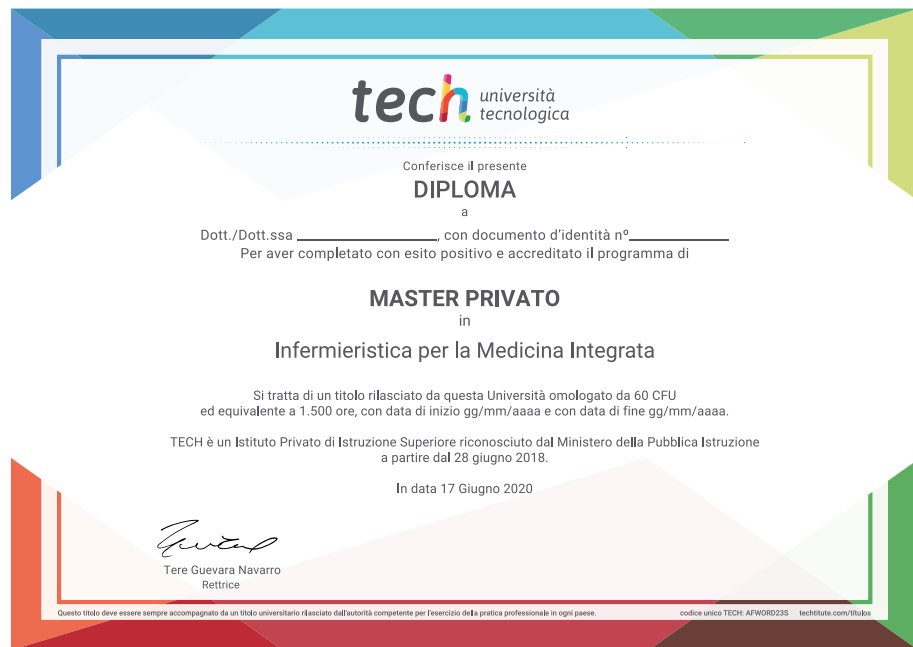 tech università
tecnologica
Conferisce il presente
DIPLOMA
a
Dott./Dott.ssa _________________, con documento d'identità nº____________
Per aver completato con esito positivo e accreditato il programma di
MASTER PRIVATO
in
Infermieristica per la Medicina Integrata
Si tratta di un titolo rilasciato da questa Università omologato da 60 CFU
ed equivalente a 1.500 ore, con data di inizio gg/mm/aaaa e con data di fine gg/mm/aaaa.
TECH è un Istituto Privato di Istruzione Superiore riconosciuto dal Ministero della Pubblica Istruzione
a partire dal 28 giugno 2018.
In data 17 Giugno 2020
Tere Guevara Navarro
Rettrice
Questo titolo deve essere sempre accompagnato da un titolo universitario rilasciato dall'autorità competente per l'esercizio della pratica professionale in ogni paese. codice unico TECH: AFWORD23S techtitute.com/títulos